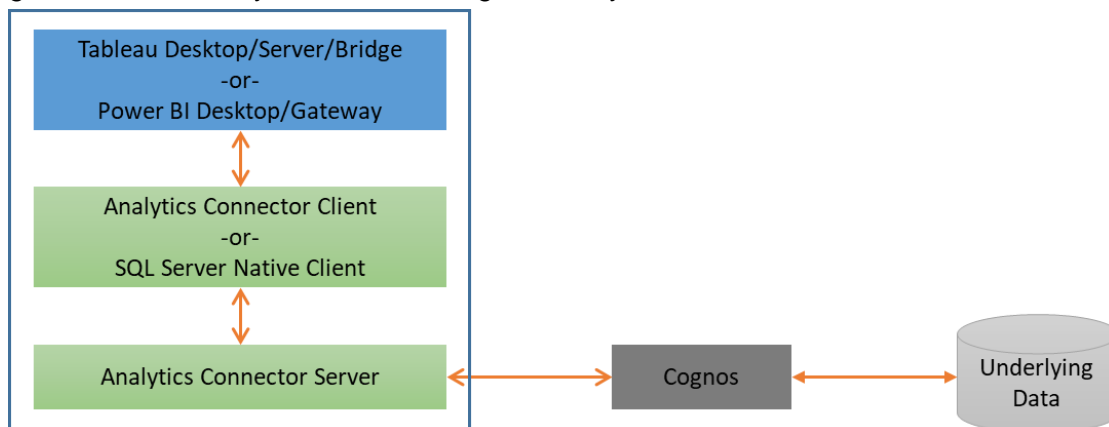 Tableau Desktop/Server/Bridge
-or-
Power BI Desktop/Gateway
Analytics Connector Client
-or-
SQL Server Native Client
Analytics Connector Server
Cognos
Underlying
Data